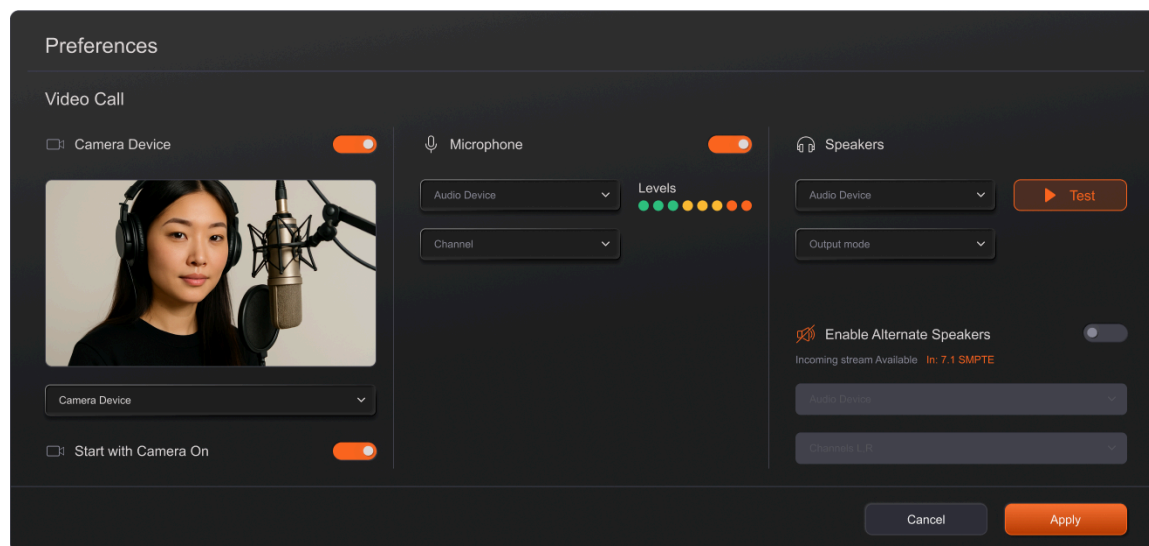 Preferences
Video Call
Camera Device
Camera Device
Start with Camera On
Microphone
Audio Device
Levels
Channel
Speakers
Audio Device
Test
Output mode
Enable Alternate Speakers
Incoming stream Available In: 7.1 SMPTE
Audio Device
Channels L,R
Cancel
Apply